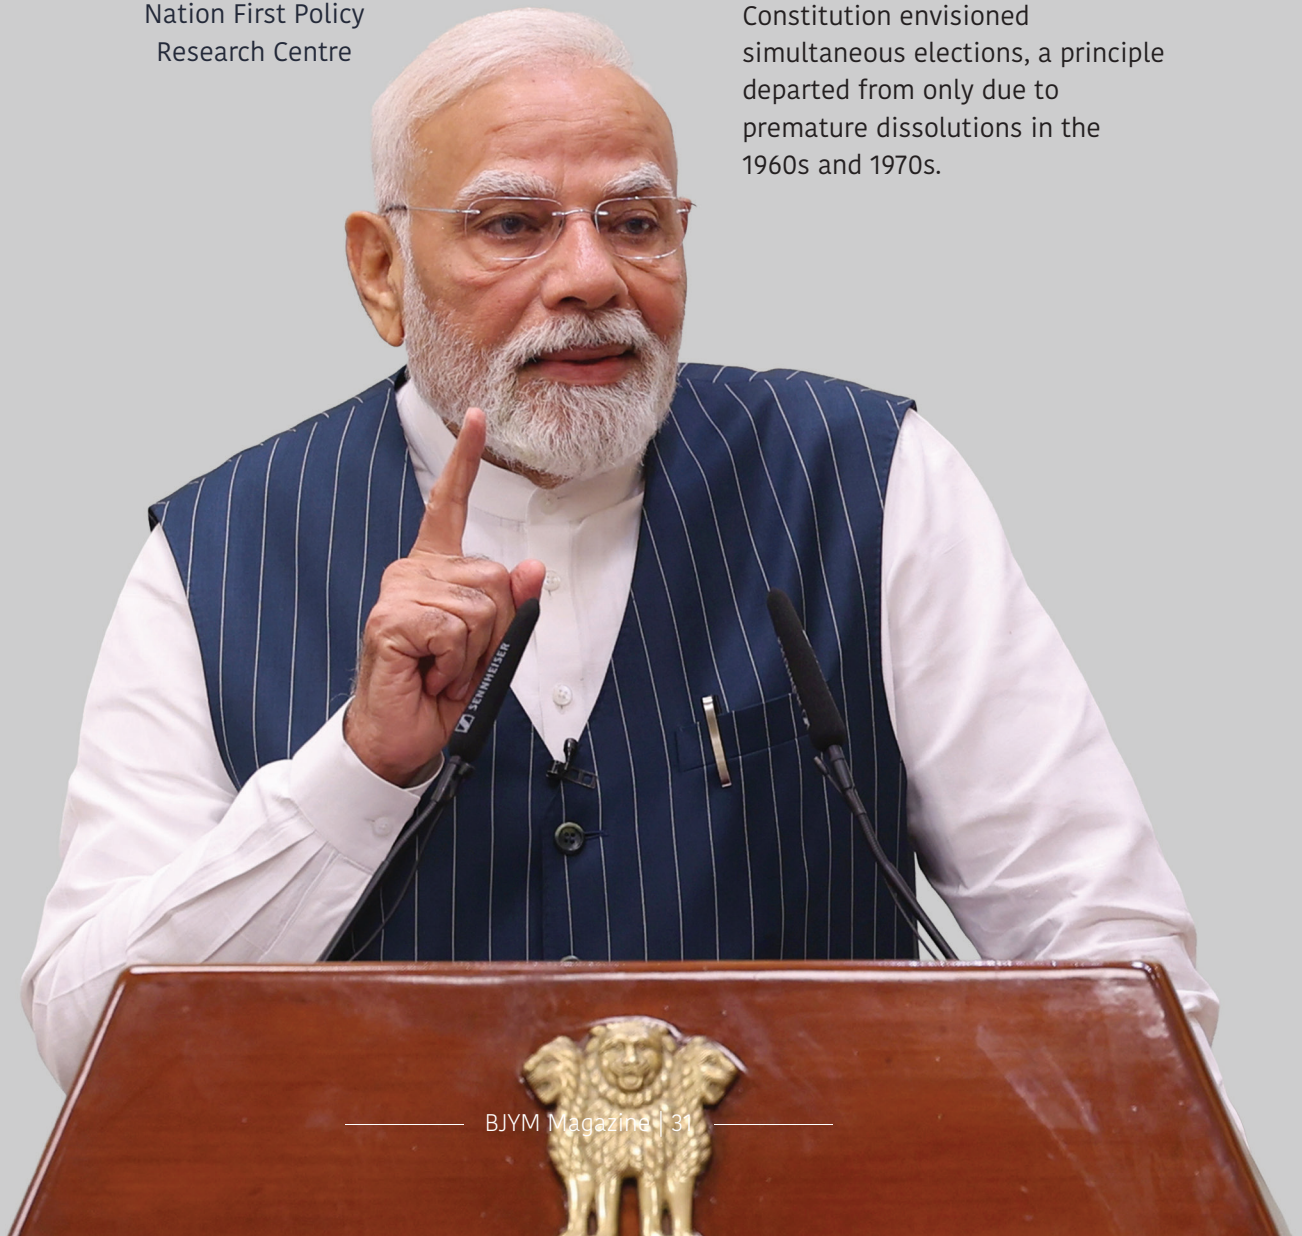 Nation First Policy
Research Centre
Constitution envisioned
simultaneous elections, a principle
departed from only due to
premature dissolutions in the
1960s and 1970s.
SENNHEISER
BJYM Magazine | 31